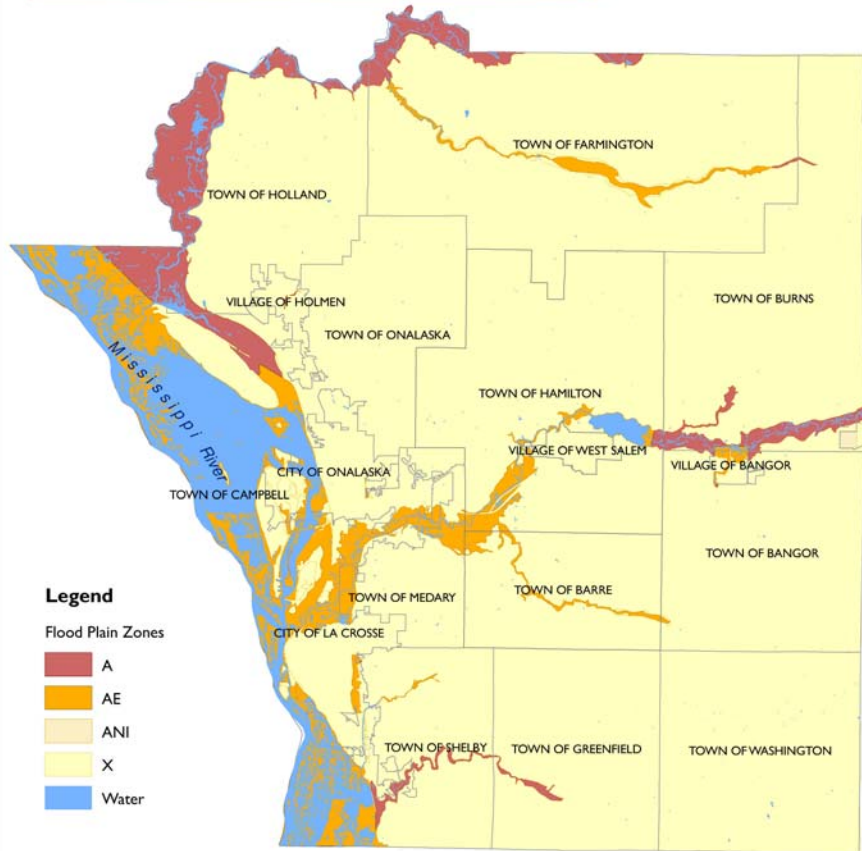 TOWN OF FARMINGTON
TOWN OF HOLLAND
VILLAGE OF HOLMEN
TOWN OF BURNS
TOWN OF ONALASKA
Mississippi River
TOWN OF HAMILTON
VILLAGE OF WEST SALEM
VILLAGE OF BANGOR
CITY OF ONALASKA
TOWN OF CAMPBELL
TOWN OF BANGOR
TOWN OF BARRE
TOWN OF MEDARY
CITY OF LA CROSSE
TOWN OF SHELBY
TOWN OF GREENFIELD
TOWN OF WASHINGTON
Legend
Flood Plain Zones
A
AE
ANI
X
Water